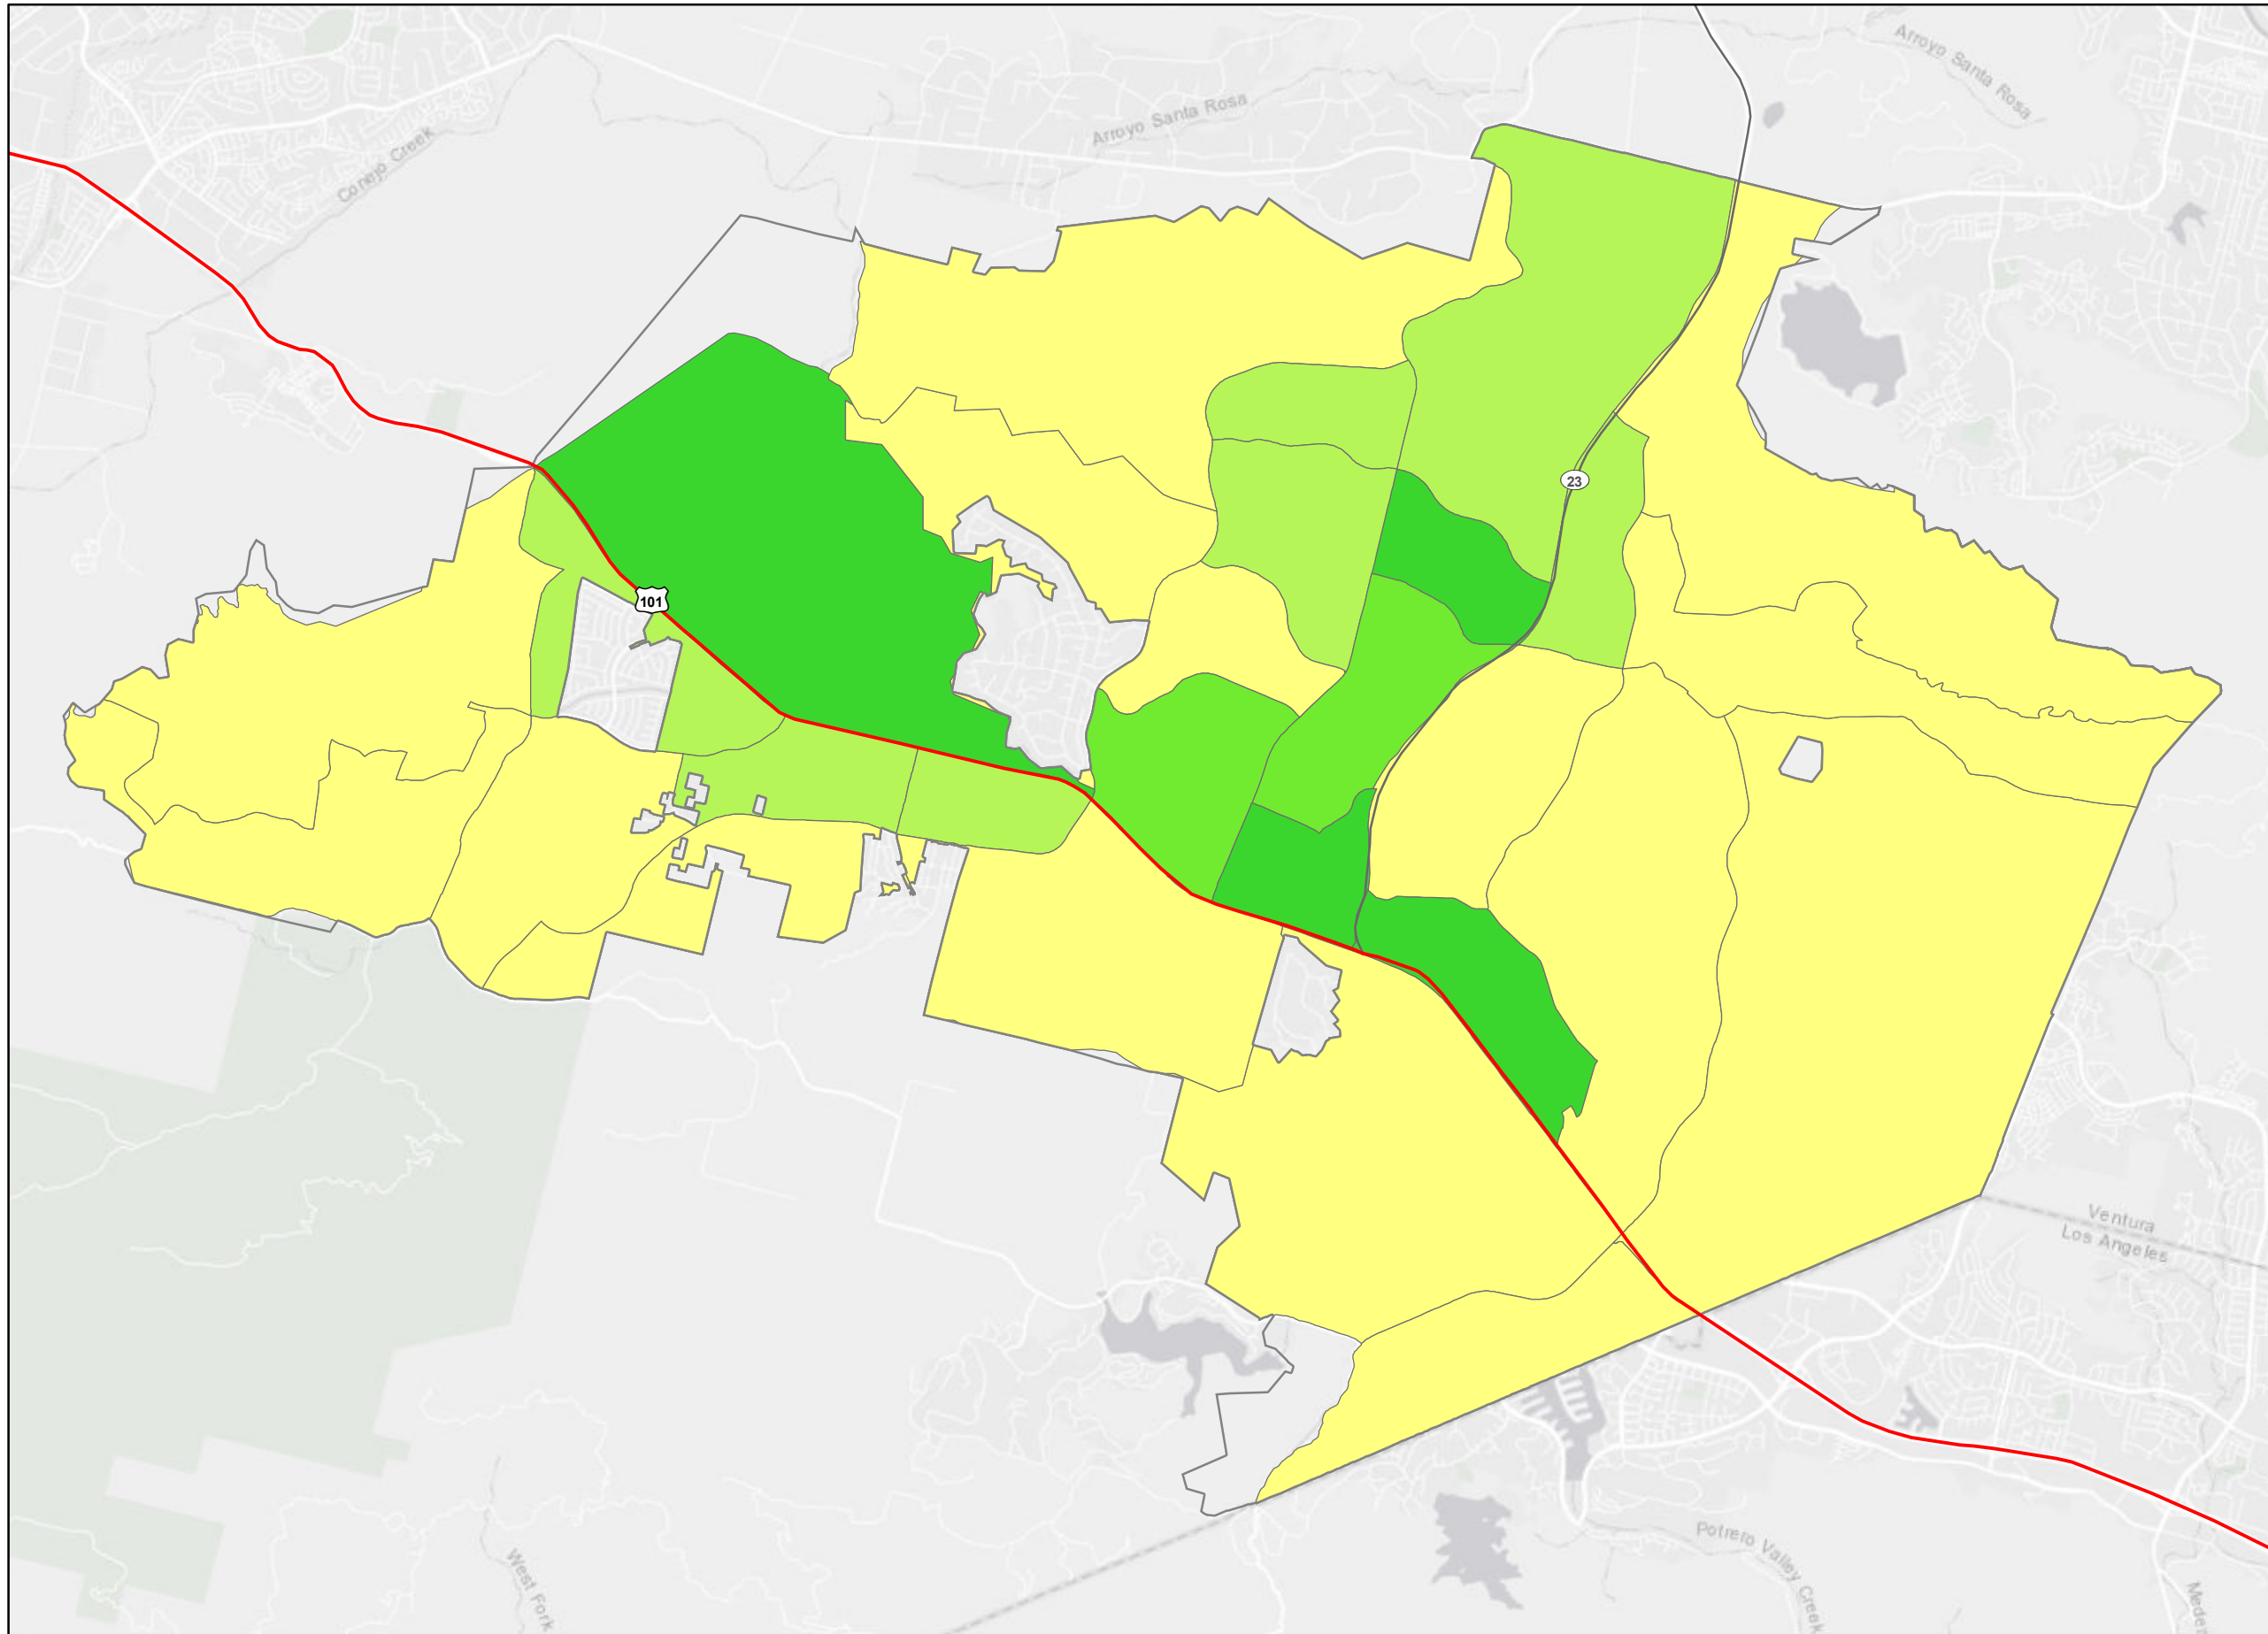 Arroyo Santa Rosa
Arroyo Santa Rosa
Conejo Creek
23
101
Ventura
Los Angeles
Potrero Valley Creek
West Fork